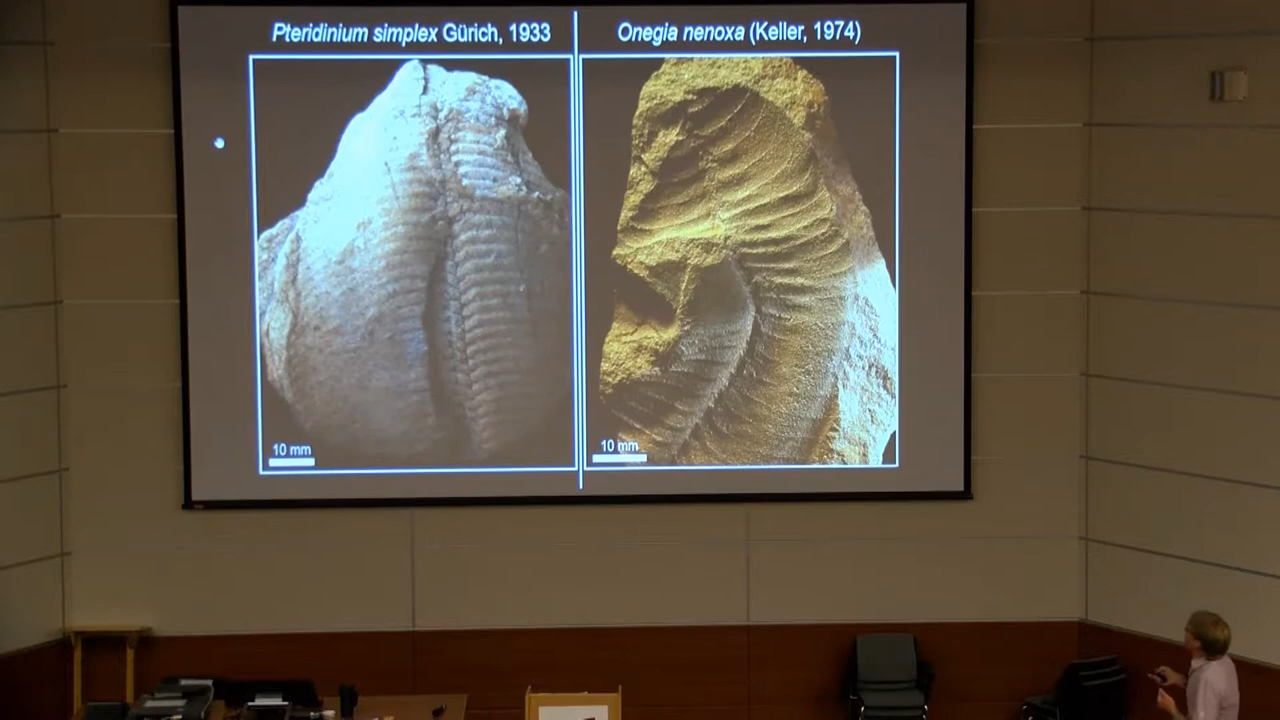 Pteridinium simplex Gürich, 1933
Onegia nenoxa (Keller, 1974)
10 mm
10 mm